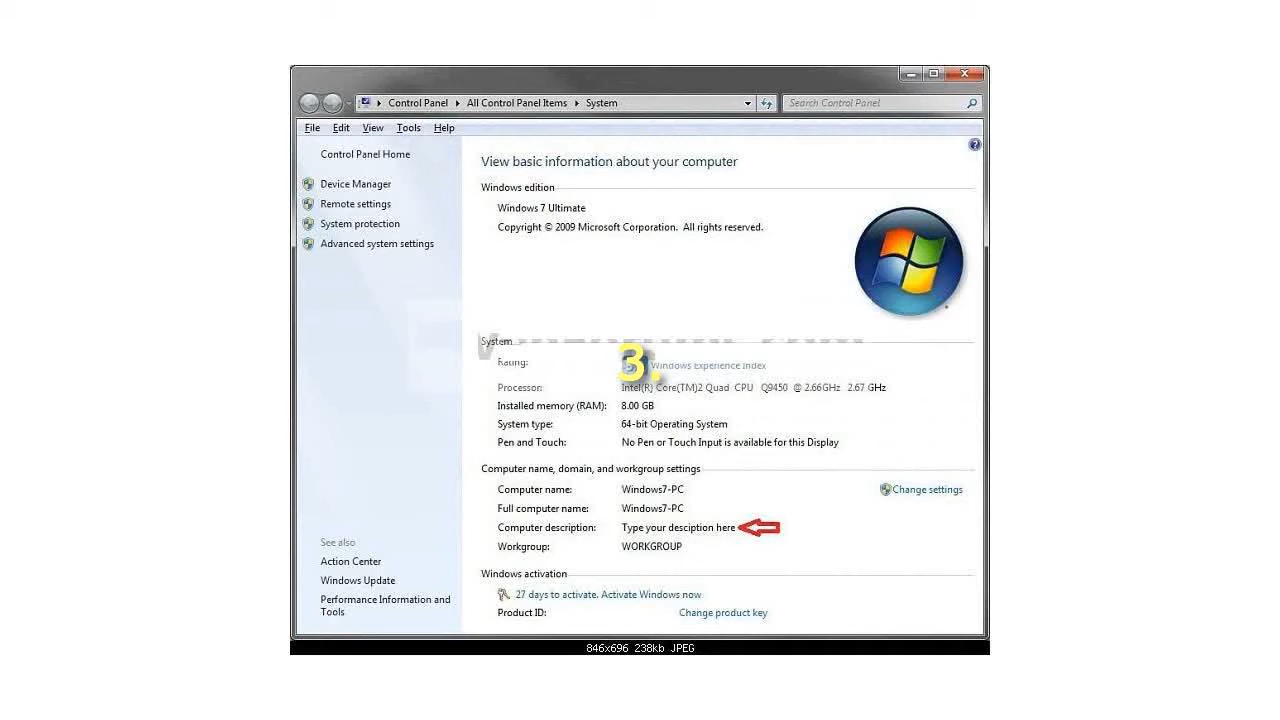 Control Panel All Control Panel Items System Search Control Panel
File Edit View Tools Help
Control Panel Home
Device Manager
Remote settings
System protection
Advanced system settings
See also
Action Center
Windows Update
Performance Information and
Tools
View basic information about your computer
Windows edition
Windows 7 Ultimate
Copyright © 2009 Microsoft Corporation. All rights reserved.
System
Rating: Windows Experience Index
3.
Processor: Intel(R) Core(TM)2 Quad CPU Q9450 @ 2.66GHz 2.67 GHz
Installed memory (RAM): 8.00 GB
System type: 64-bit Operating System
Pen and Touch: No Pen or Touch Input is available for this Display
Computer name, domain, and workgroup settings
Computer name: Windows7-PC Change settings
Full computer name: Windows7-PC
Computer description: Type your desciption here
Workgroup: WORKGROUP
Windows activation
27 days to activate. Activate Windows now
Product ID: Change product key
846x696 238kb JPEG